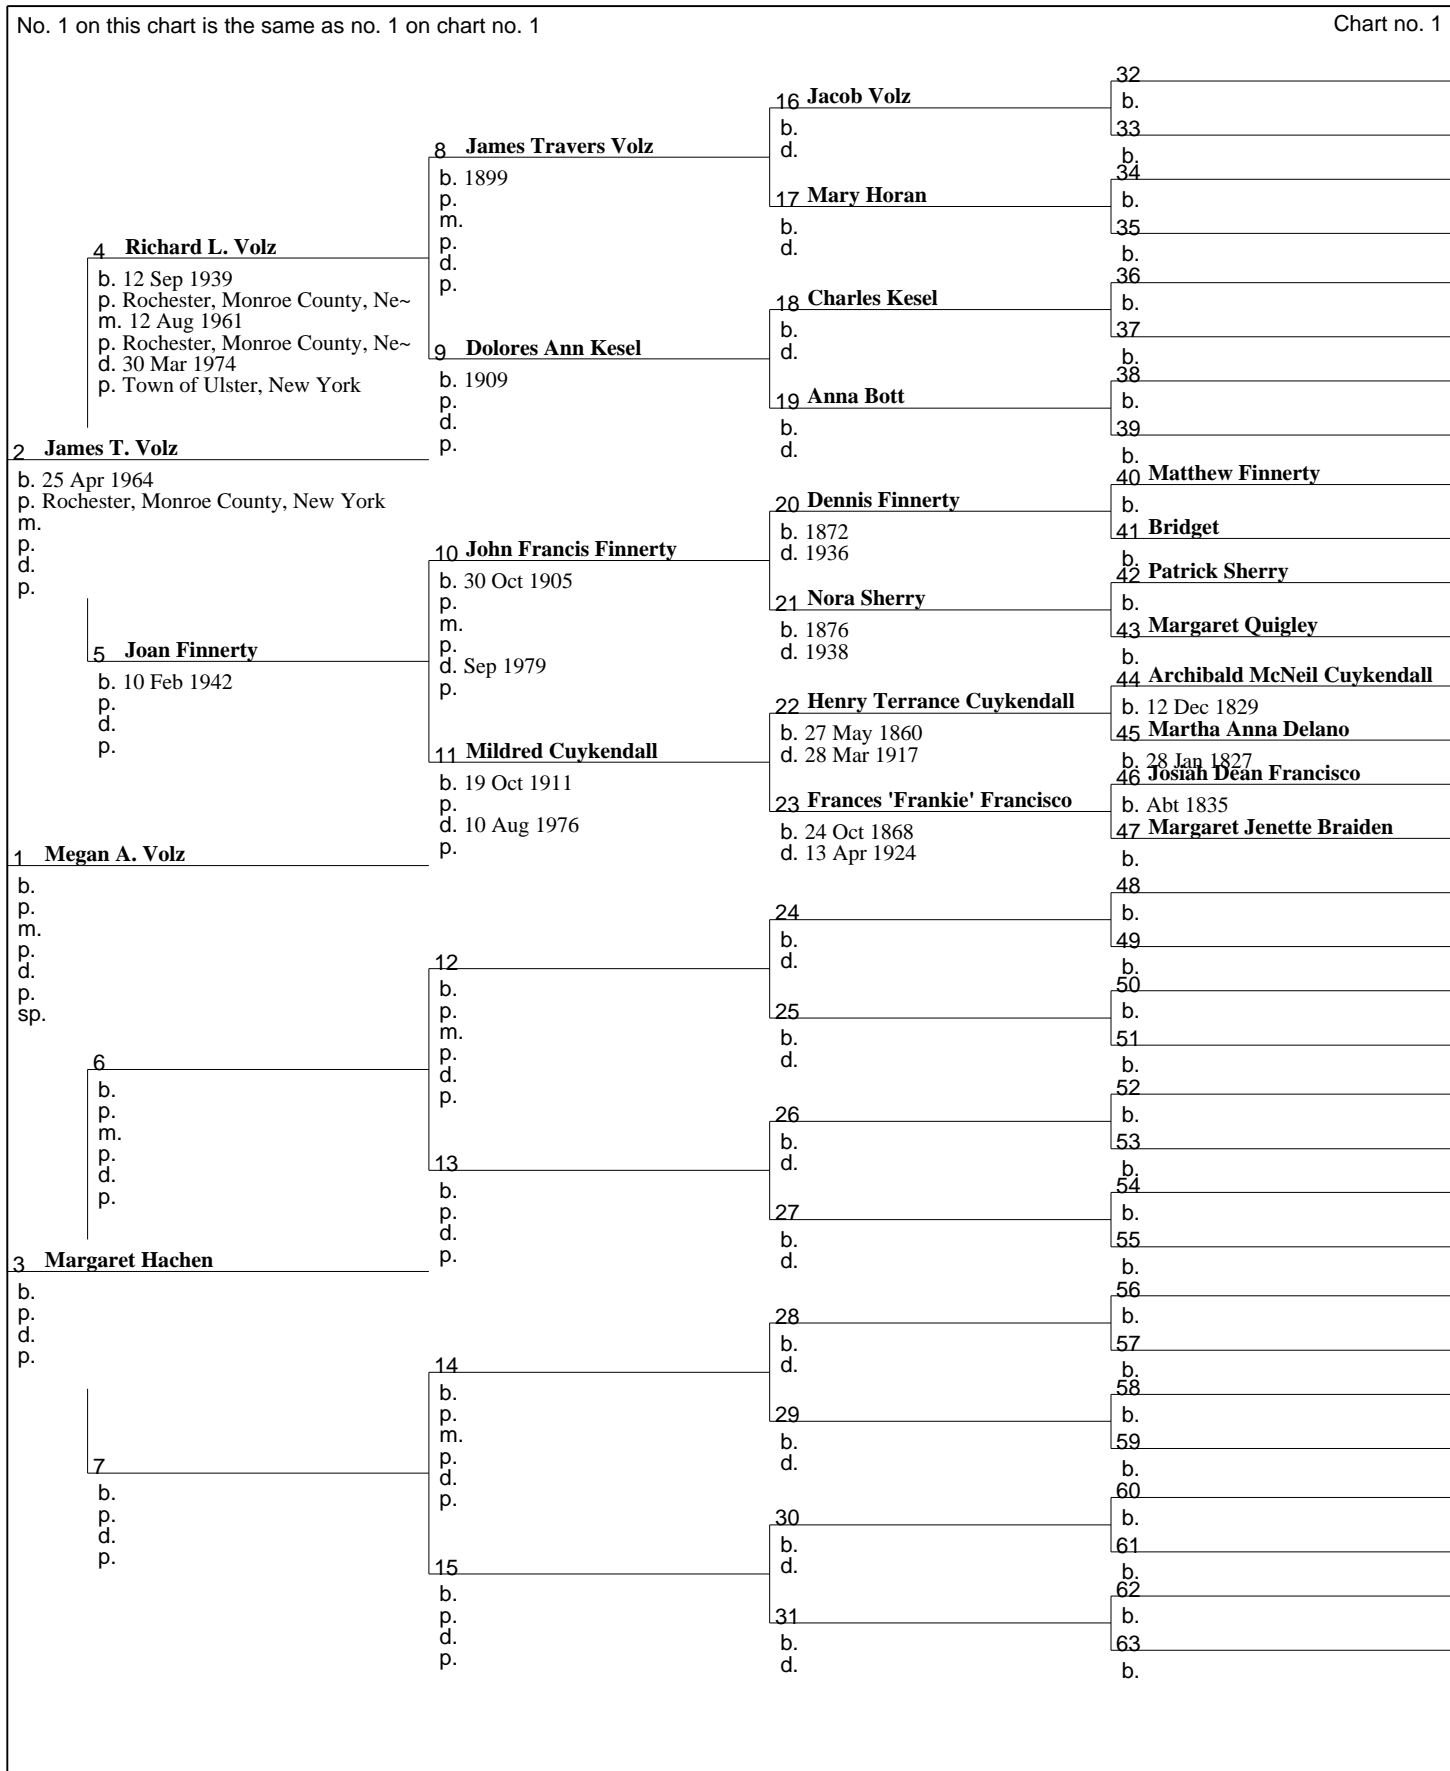 No. 1 on this chart is the same as no. 1 on chart no. 1
Chart no. 1
1 Megan A. Volz
b.
p.
m.
p.
d.
p.
sp.
2 James T. Volz
b. 25 Apr 1964
p. Rochester, Monroe County, New York
m.
p.
d.
p.
3 Margaret Hachen
b.
p.
d.
p.
4 Richard L. Volz
b. 12 Sep 1939
p. Rochester, Monroe County, Ne~
m. 12 Aug 1961
p. Rochester, Monroe County, Ne~
d. 30 Mar 1974
p. Town of Ulster, New York
5 Joan Finnerty
b. 10 Feb 1942
p.
d.
p.
6
b.
p.
m.
p.
d.
p.
7
b.
p.
d.
p.
8 James Travers Volz
b. 1899
p.
m.
p.
d.
p.
9 Dolores Ann Kesel
b. 1909
p.
d.
p.
10 John Francis Finnerty
b. 30 Oct 1905
p.
m.
p.
d. Sep 1979
p.
11 Mildred Cuykendall
b. 19 Oct 1911
p.
d. 10 Aug 1976
p.
12
b.
p.
m.
p.
d.
p.
13
b.
p.
d.
p.
14
b.
p.
m.
p.
d.
p.
15
b.
p.
d.
p.
16 Jacob Volz
b.
d.
17 Mary Horan
b.
d.
18 Charles Kesel
b.
d.
19 Anna Bott
b.
d.
20 Dennis Finnerty
b. 1872
d. 1936
21 Nora Sherry
b. 1876
d. 1938
22 Henry Terrance Cuykendall
b. 27 May 1860
d. 28 Mar 1917
23 Frances 'Frankie' Francisco
b. 24 Oct 1868
d. 13 Apr 1924
24
b.
d.
25
b.
d.
26
b.
d.
27
b.
d.
28
b.
d.
29
b.
d.
30
b.
d.
31
b.
d.
32
b.
33
b.
34
b.
35
b.
36
b.
37
b.
38
b.
39
b.
40 Matthew Finnerty
b.
41 Bridget
b.
42 Patrick Sherry
b.
43 Margaret Quigley
b.
44 Archibald McNeil Cuykendall
b. 12 Dec 1829
45 Martha Anna Delano
b. 28 Jan 1827
46 Josiah Dean Francisco
b. Abt 1835
47 Margaret Jenette Braiden
b.
48
b.
49
b.
50
b.
51
b.
52
b.
53
b.
54
b.
55
b.
56
b.
57
b.
58
b.
59
b.
60
b.
61
b.
62
b.
63
b.